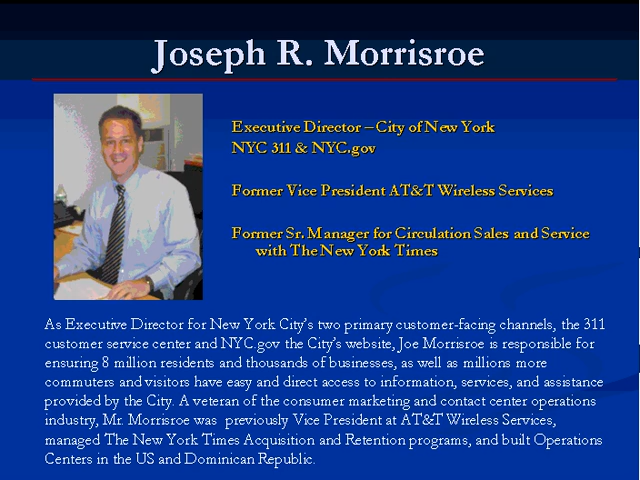 Joseph R. Morrisroe
Executive Director – City of New York
NYC 311 & NYC.gov
Former Vice President AT&T Wireless Services
Former Sr. Manager for Circulation Sales and Service
with The New York Times
As Executive Director for New York City's two primary customer-facing channels, the 311
customer service center and NYC.gov the City's website, Joe Morrisroe is responsible for
ensuring 8 million residents and thousands of businesses, as well as millions more
commuters and visitors have easy and direct access to information, services, and assistance
provided by the City. A veteran of the consumer marketing and contact center operations
industry, Mr. Morrisroe was previously Vice President at AT&T Wireless Services,
managed The New York Times Acquisition and Retention programs, and built Operations
Centers in the US and Dominican Republic.